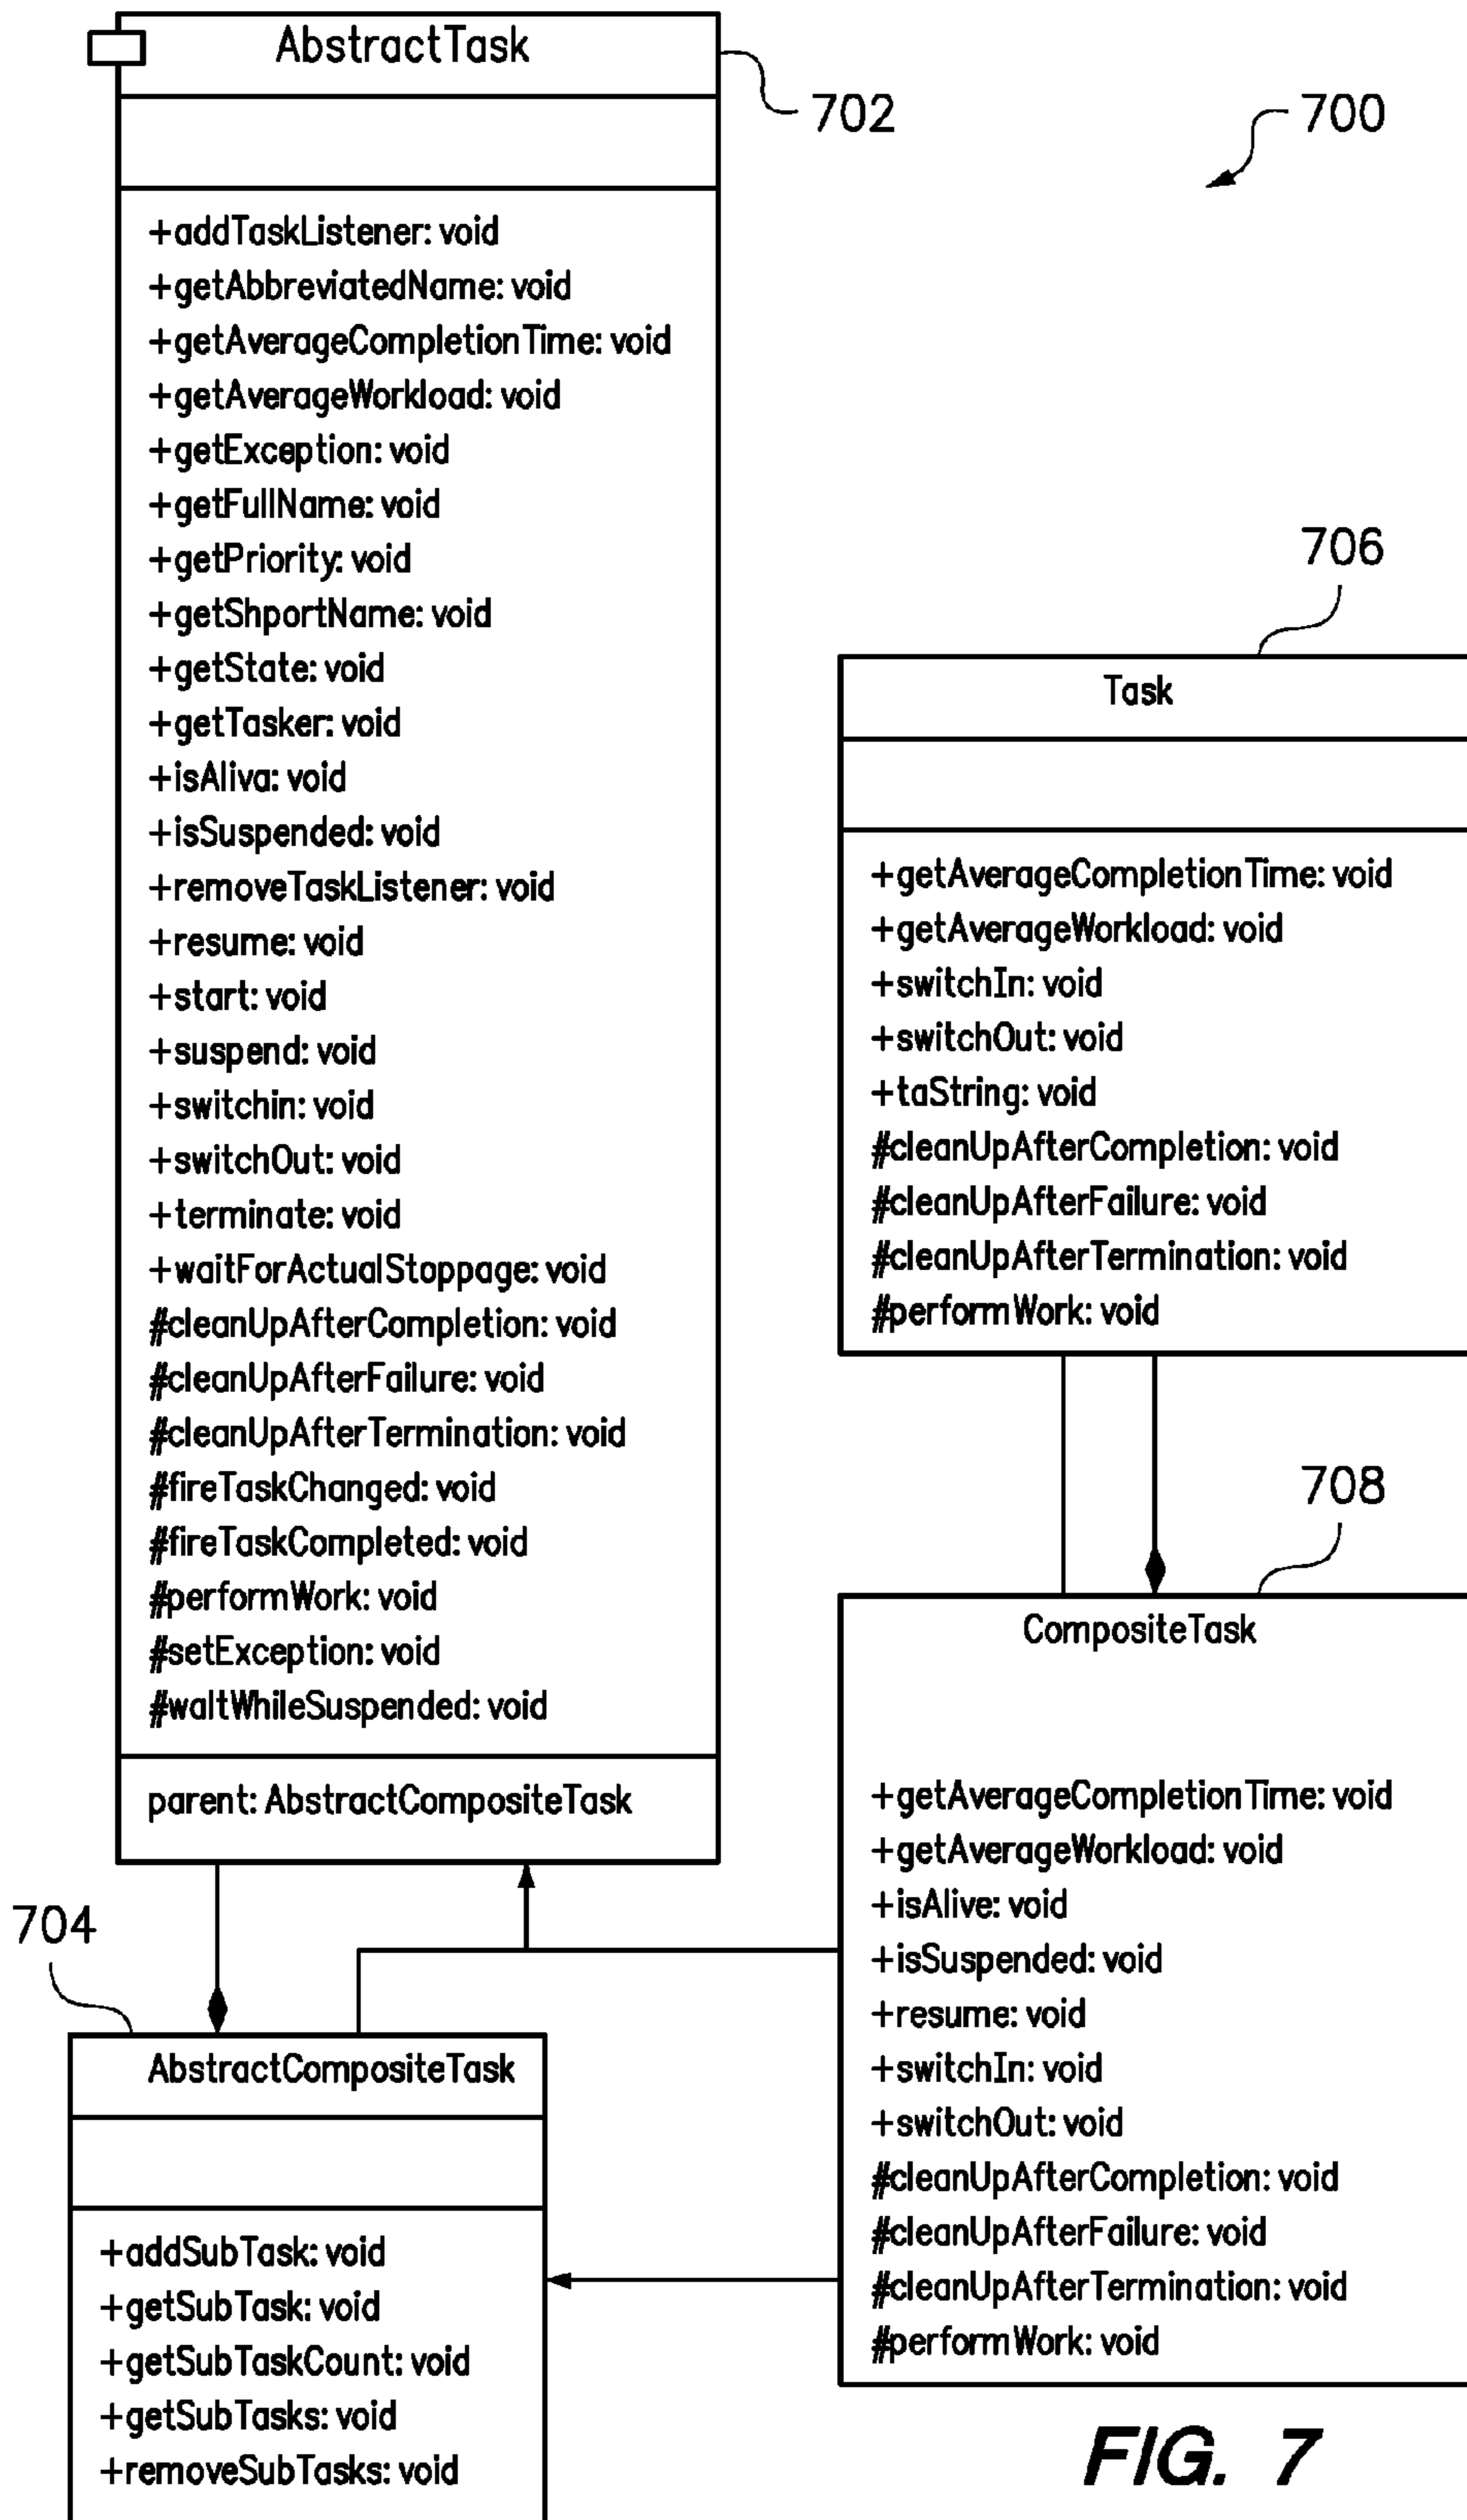 AbstractTask
702
700
+addTaskListener: void
+getAbbreviatedName: void
+getAverageCompletionTime: void
+getAverageWorkload: void
+getException: void
+getFullName: void
+getPriority: void
+getShportName: void
+getState: void
+getTasker: void
+isAliva: void
+isSuspended: void
+removeTaskListener: void
+resume: void
+start: void
+suspend: void
+switchin: void
+switchOut: void
+terminate: void
+waitForActualStoppage: void
#cleanUpAfterCompletion: void
#cleanUpAfterFailure: void
#cleanUpAfterTermination: void
#fireTaskChanged: void
#fireTaskCompleted: void
#performWork: void
#setException: void
#waltWhileSuspended: void
parent: AbstractCompositeTask
706
Task
+getAverageCompletionTime: void
+getAverageWorkload: void
+switchIn: void
+switchOut: void
+taString: void
#cleanUpAfterCompletion: void
#cleanUpAfterFailure: void
#cleanUpAfterTermination: void
#performWork: void
708
CompositeTask
+getAverageCompletionTime: void
+getAverageWorkload: void
+isAlive: void
+isSuspended: void
+resume: void
+switchIn: void
+switchOut: void
#cleanUpAfterCompletion: void
#cleanUpAfterFailure: void
#cleanUpAfterTermination: void
#performWork: void
704
AbstractCompositeTask
+addSubTask: void
+getSubTask: void
+getSubTaskCount: void
+getSubTasks: void
+removeSubTasks: void
FIG. 7